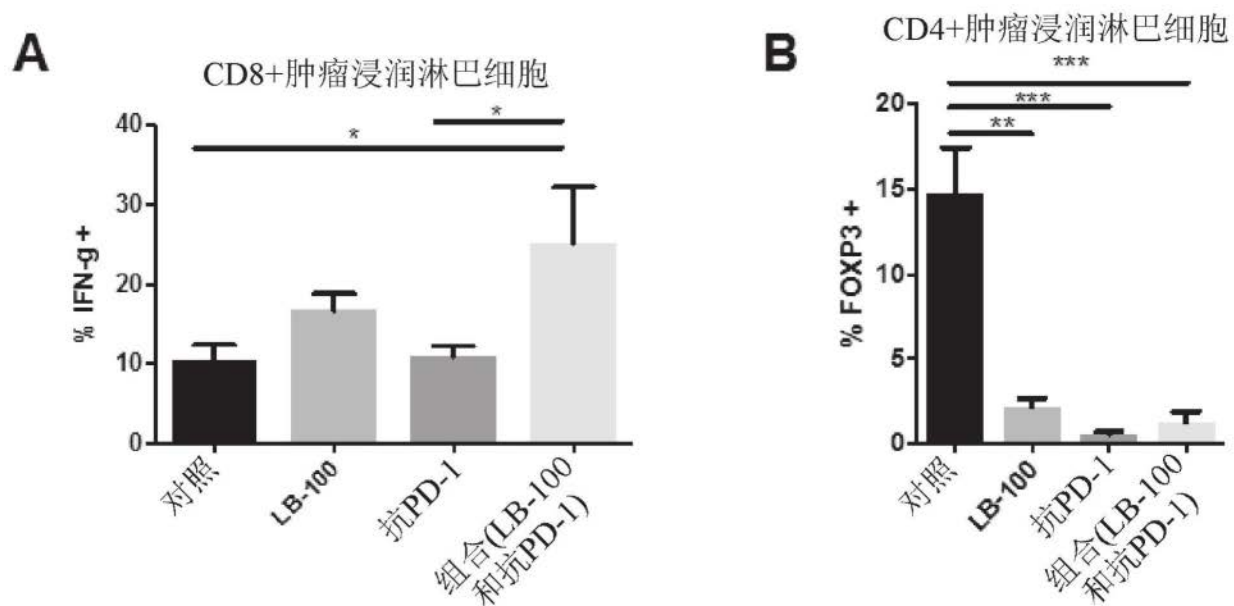 A
CD8+肿瘤浸润淋巴细胞
*
*
% IFN-g +
40
30
20
10
0
对照
LB-100
抗PD-1
组合(LB-100
和抗PD-1)
B
CD4+肿瘤浸润淋巴细胞
***
***
**
% FOXP3 +
20
15
10
5
0
对照
LB-100
抗PD-1
组合(LB-100
和抗PD-1)